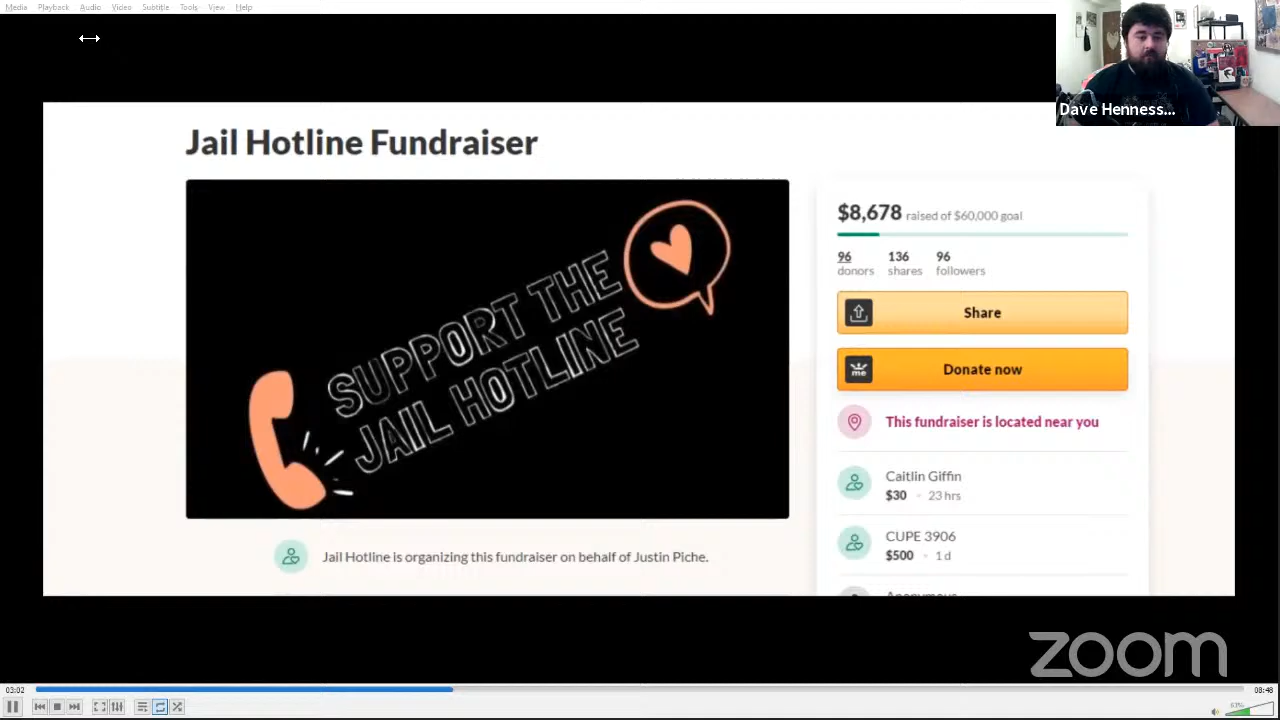 Media Playback Audio Video Subtitle Tools View Help
Dave Henness...
Jail Hotline Fundraiser
SUPPORT THE
JAIL HOTLINE
$8,678 raised of $60,000 goal
96 136 96
donors shares followers
Share
me Donate now
This fundraiser is located near you
Caitlin Giffin
$30 • 23 hrs
CUPE 3906
$500 • 1 d
Anonymous
Jail Hotline is organizing this fundraiser on behalf of Justin Piche.
zoom
03:02 08:48
63%